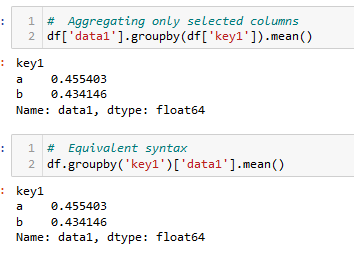 : 1 #  Aggregating only selected columns
2 df['data1'].groupby(df['key1']).mean()
: key1
a    0.455403
b    0.434146
Name: data1, dtype: float64
: 1 #  Equivalent syntax
2 df.groupby('key1')['data1'].mean()
: key1
a    0.455403
b    0.434146
Name: data1, dtype: float64